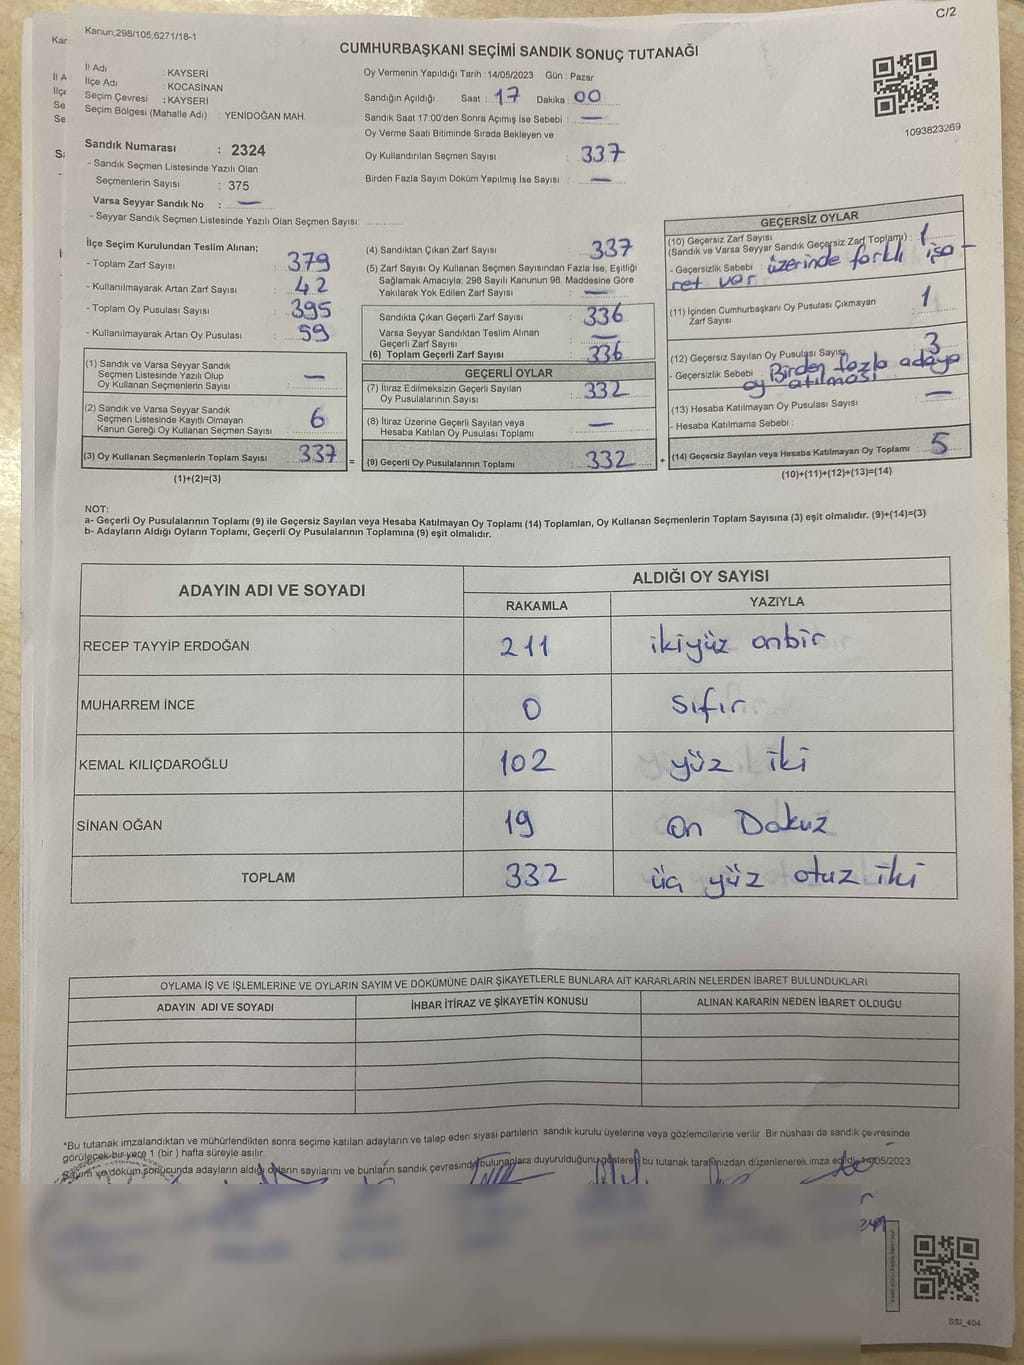 C/2
Kanun;298/105;6271/18-1
CUMHURBAŞKANI SEÇİMİ SANDIK SONUÇ TUTANAĞI
İl Adı : KAYSERİ
İlçe Adı : KOCASİNAN
Seçim Çevresi : KAYSERİ
Seçim Bölgesi (Mahalle Adı) : YENİDOĞAN MAH.
Sandık Numarası : 2324
- Sandık Seçmen Listesinde Yazılı Olan
Seçmenlerin Sayısı : 375
Varsa Seyyar Sandık No : —
- Seyyar Sandık Seçmen Listesinde Yazılı Olan Seçmen Sayısı:
Oy Vermenin Yapıldığı Tarih :14/05/2023 Gün : Pazar
Sandığın Açıldığı Saat : 17 Dakika : 00
Sandık Saat 17:00'den Sonra Açımış İse Sebebi : —
Oy Verme Saati Bitiminde Sırada Bekleyen ve
Oy Kullandırılan Seçmen Sayısı : 337
Birden Fazla Sayım Döküm Yapılmış İse Sayısı : —
1093823269
İlçe Seçim Kurulundan Teslim Alınan;
- Toplam Zarf Sayısı : 379
- Kullanılmayarak Artan Zarf Sayısı : 42
- Toplam Oy Pusulası Sayısı : 395
- Kullanılmayarak Artan Oy Pusulası : 59
(1) Sandık ve Varsa Seyyar Sandık
Seçmen Listesinde Yazılı Olup
Oy Kullanan Seçmenlerin Sayısı : —
(2) Sandık ve Varsa Seyyar Sandık
Seçmen Listesinde Kayıtlı Olmayan
Kanun Gereği Oy Kullanan Seçmen Sayısı : 6
(3) Oy Kullanan Seçmenlerin Toplam Sayısı : 337 =
(1)+(2)=(3)
(4) Sandıktan Çıkan Zarf Sayısı : 337
(5) Zarf Sayısı Oy Kullanan Seçmen Sayısından Fazla İse, Eşitliği
Sağlamak Amacıyla; 298 Sayılı Kanunun 98. Maddesine Göre
Yakılarak Yok Edilen Zarf Sayısı : —
Sandıkta Çıkan Geçerli Zarf Sayısı : 336
Varsa Seyyar Sandıktan Teslim Alınan
Geçerli Zarf Sayısı : —
(6) Toplam Geçerli Zarf Sayısı : 336
GEÇERLİ OYLAR
(7) İtiraz Edilmeksizin Geçerli Sayılan
Oy Pusulalarının Sayısı : 332
(8) İtiraz Üzerine Geçerli Sayılan veya
Hesaba Katılan Oy Pusulası Toplamı : —
(9) Geçerli Oy Pusulalarının Toplamı : 332 +
GEÇERSİZ OYLAR
(10) Geçersiz Zarf Sayısı
(Sandık ve Varsa Seyyar Sandık Geçersiz Zarf Toplamı) : 1
- Geçersizlik Sebebi : üzerinde farklı işa-
ret var
(11) İçinden Cumhurbaşkanı Oy Pusulası Çıkmayan
Zarf Sayısı : 1
(12) Geçersiz Sayılan Oy Pusulası Sayısı : 3
- Geçersizlik Sebebi : Birden fazla adaya
oy atılması
(13) Hesaba Katılmayan Oy Pusulası Sayısı : —
- Hesaba Katılmama Sebebi :
(14) Geçersiz Sayılan veya Hesaba Katılmayan Oy Toplamı : 5
(10)+(11)+(12)+(13)=(14)
NOT:
a- Geçerli Oy Pusulalarının Toplamı (9) ile Geçersiz Sayılan veya Hesaba Katılmayan Oy Toplamı (14) Toplamları, Oy Kullanan Seçmenlerin Toplam Sayısına (3) eşit olmalıdır. (9)+(14)=(3)
b- Adayların Aldığı Oyların Toplamı, Geçerli Oy Pusulalarının Toplamına (9) eşit olmalıdır.
ADAYIN ADI VE SOYADI
ALDIĞI OY SAYISI
RAKAMLA YAZIYLA
RECEP TAYYİP ERDOĞAN 211 ikiyüz onbir
MUHARREM İNCE 0 sıfır
KEMAL KILIÇDAROĞLU 102 yüz iki
SİNAN OĞAN 19 on Dokuz
TOPLAM 332 üç yüz otuz iki
OYLAMA İŞ VE İŞLEMLERİNE VE OYLARIN SAYIM VE DÖKÜMÜNE DAİR ŞİKAYETLERLE BUNLARA AİT KARARLARIN NELERDEN İBARET BULUNDUKLARI
ADAYIN ADI VE SOYADI İHBAR İTİRAZ VE ŞİKAYETİN KONUSU ALINAN KARARIN NEDEN İBARET OLDUĞU
*Bu tutanak imzalandıktan ve mühürlendikten sonra seçime katılan adayların ve talep eden siyasi partilerin sandık kurulu üyelerine veya gözlemcilerine verilir. Bir nüshası da sandık çevresinde
görülecek bir yere 1 (bir) hafta süreyle asılır.
Sayım ve döküm sonucunda adayların aldığı oyların sayılarını ve bunların sandık çevresinde bulunanlara duyurulduğunu gösterir bu tutanak tarafımızdan düzenlenerek imza edildi. 14/05/2023
SSİ_404